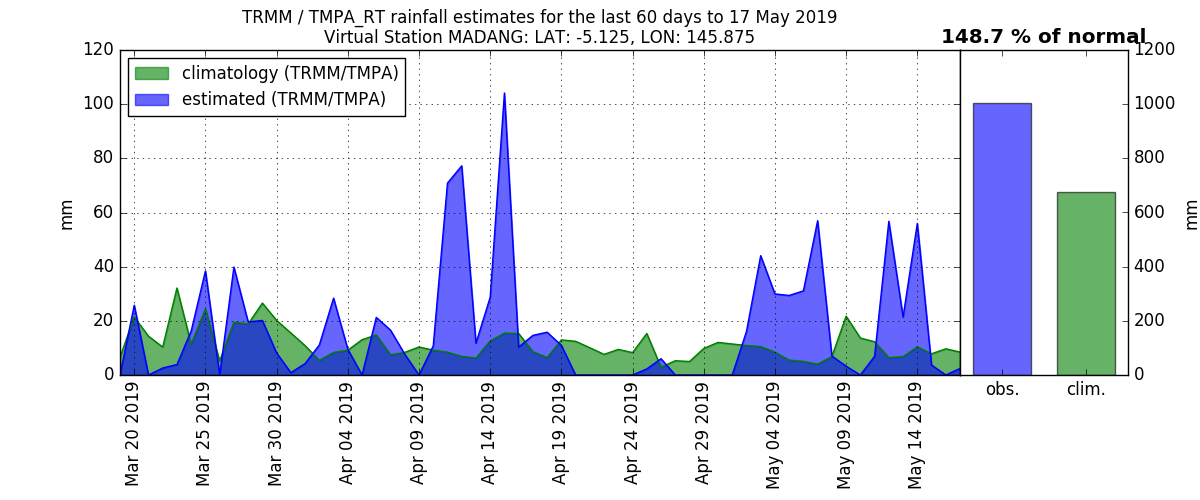 TRMM / TMPA_RT rainfall estimates for the last 60 days to 17 May 2019
Virtual Station MADANG: LAT: -5.125, LON: 145.875
148.7 % of normal
climatology (TRMM/TMPA)
estimated (TRMM/TMPA)
mm
120
100
80
60
40
20
0
Mar 20 2019
Mar 25 2019
Mar 30 2019
Apr 04 2019
Apr 09 2019
Apr 14 2019
Apr 19 2019
Apr 24 2019
Apr 29 2019
May 04 2019
May 09 2019
May 14 2019
obs.
clim.
1200
1000
800
600
400
200
0
mm